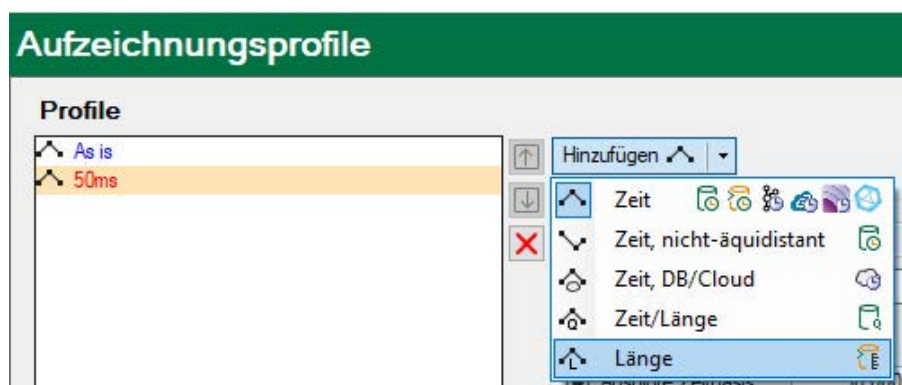 Aufzeichnungsprofile
Profile
As is
50ms
Hinzufügen
Zeit
Zeit, nicht-äquidistant
Zeit, DB/Cloud
Zeit/Länge
Länge